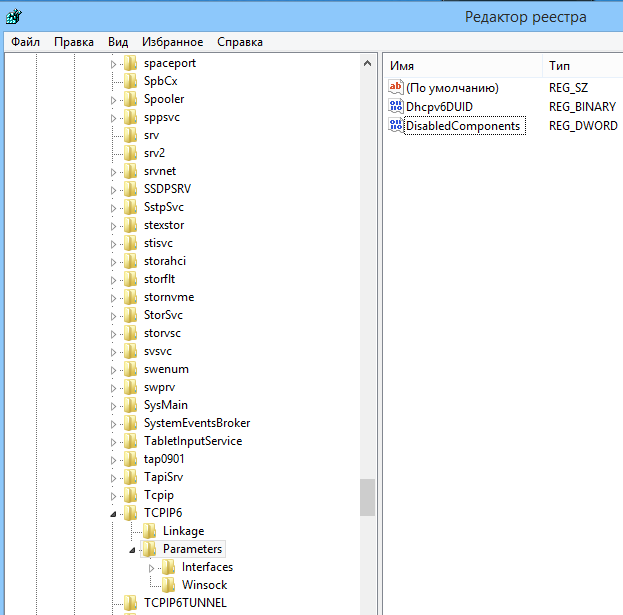 Редактор реестра
Файл Правка Вид Избранное Справка
spaceport
SpbCx
Spooler
sppsvc
srv
srv2
srvnet
SSDPSRV
SstpSvc
stexstor
stisvc
storahci
storflt
stornvme
StorSvc
storvsc
svsvc
swenum
swprv
SysMain
SystemEventsBroker
TabletInputService
tap0901
TapiSrv
Tcpip
TCPIP6
Linkage
Parameters
Interfaces
Winsock
TCPIP6TUNNEL
Имя Тип
(По умолчанию) REG_SZ
Dhcpv6DUID REG_BINARY
DisabledComponents REG_DWORD